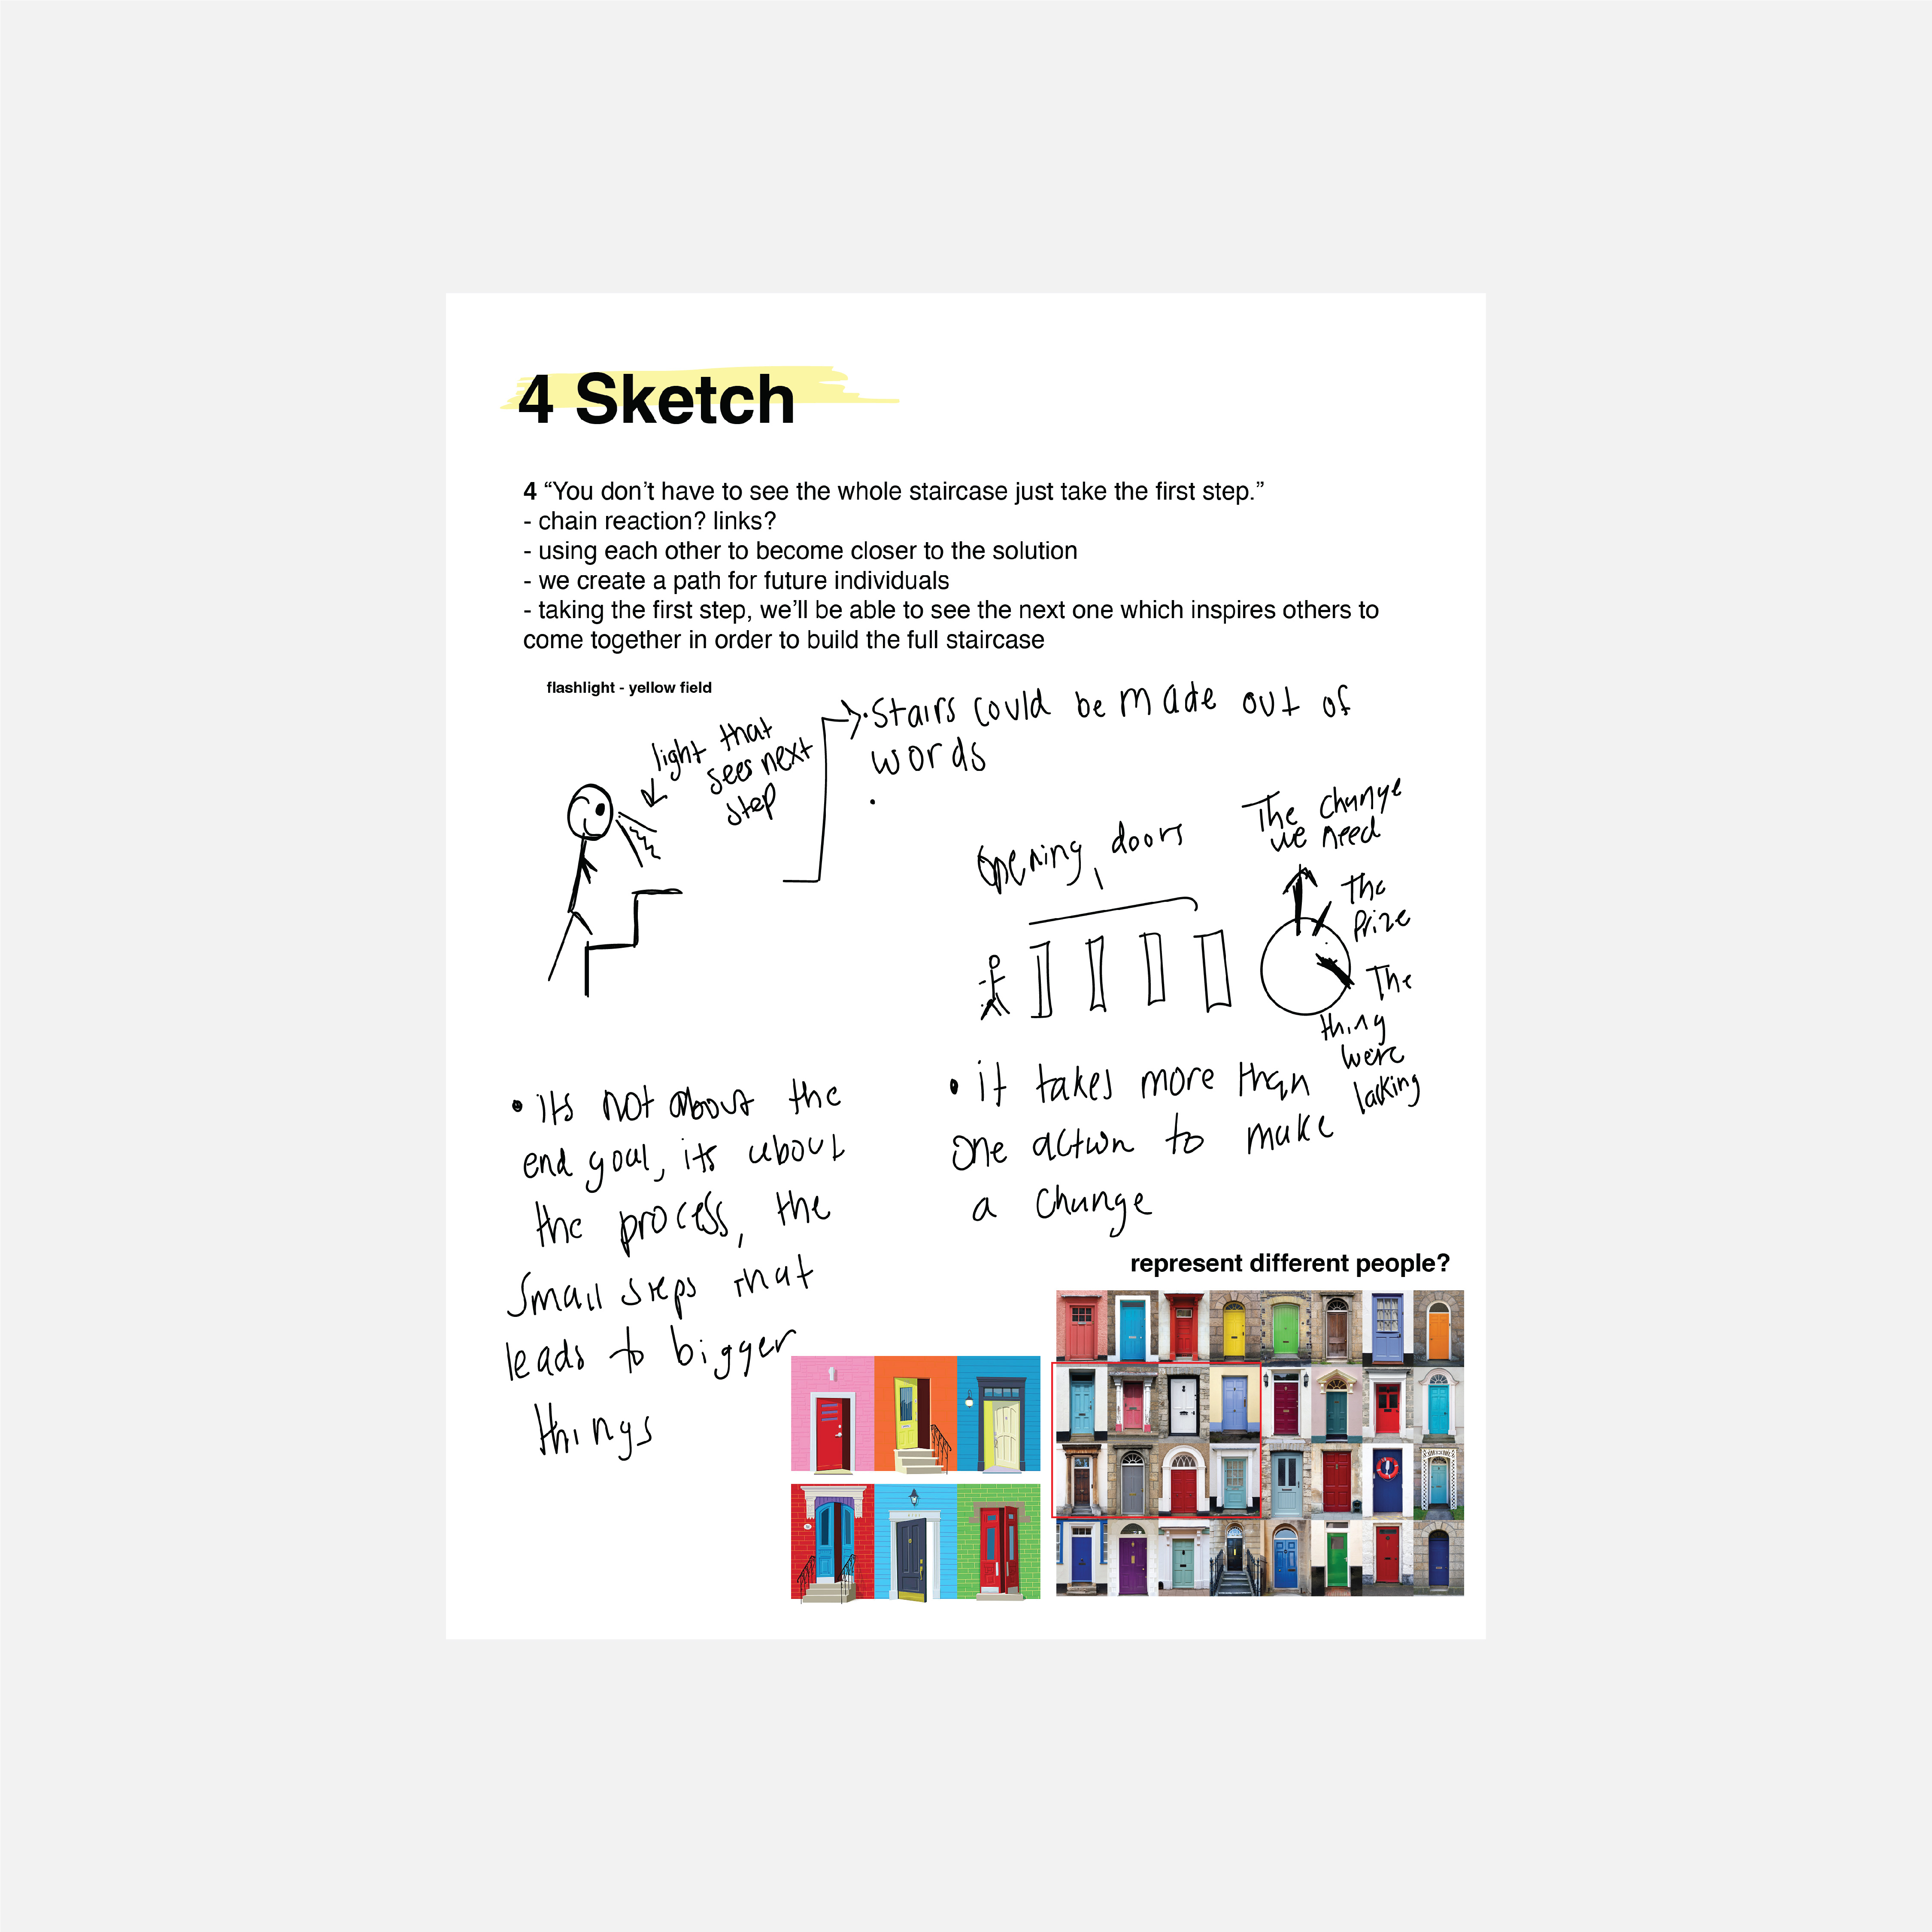 4 Sketch
4 “You don’t have to see the whole staircase just take the first step.”
- chain reaction? links?
- using each other to become closer to the solution
- we create a path for future individuals
- taking the first step, we’ll be able to see the next one which inspires others to
come together in order to build the full staircase
flashlight - yellow field
light that
sees next
step
•Stairs could be made out of
words
•
opening doors
The change
we need
the
prize
The
thing
were
lacking
• its not about the
end goal, its about
the process, the
small steps that
leads to bigger
things
• it takes more than
one action to make
a change
represent different people?